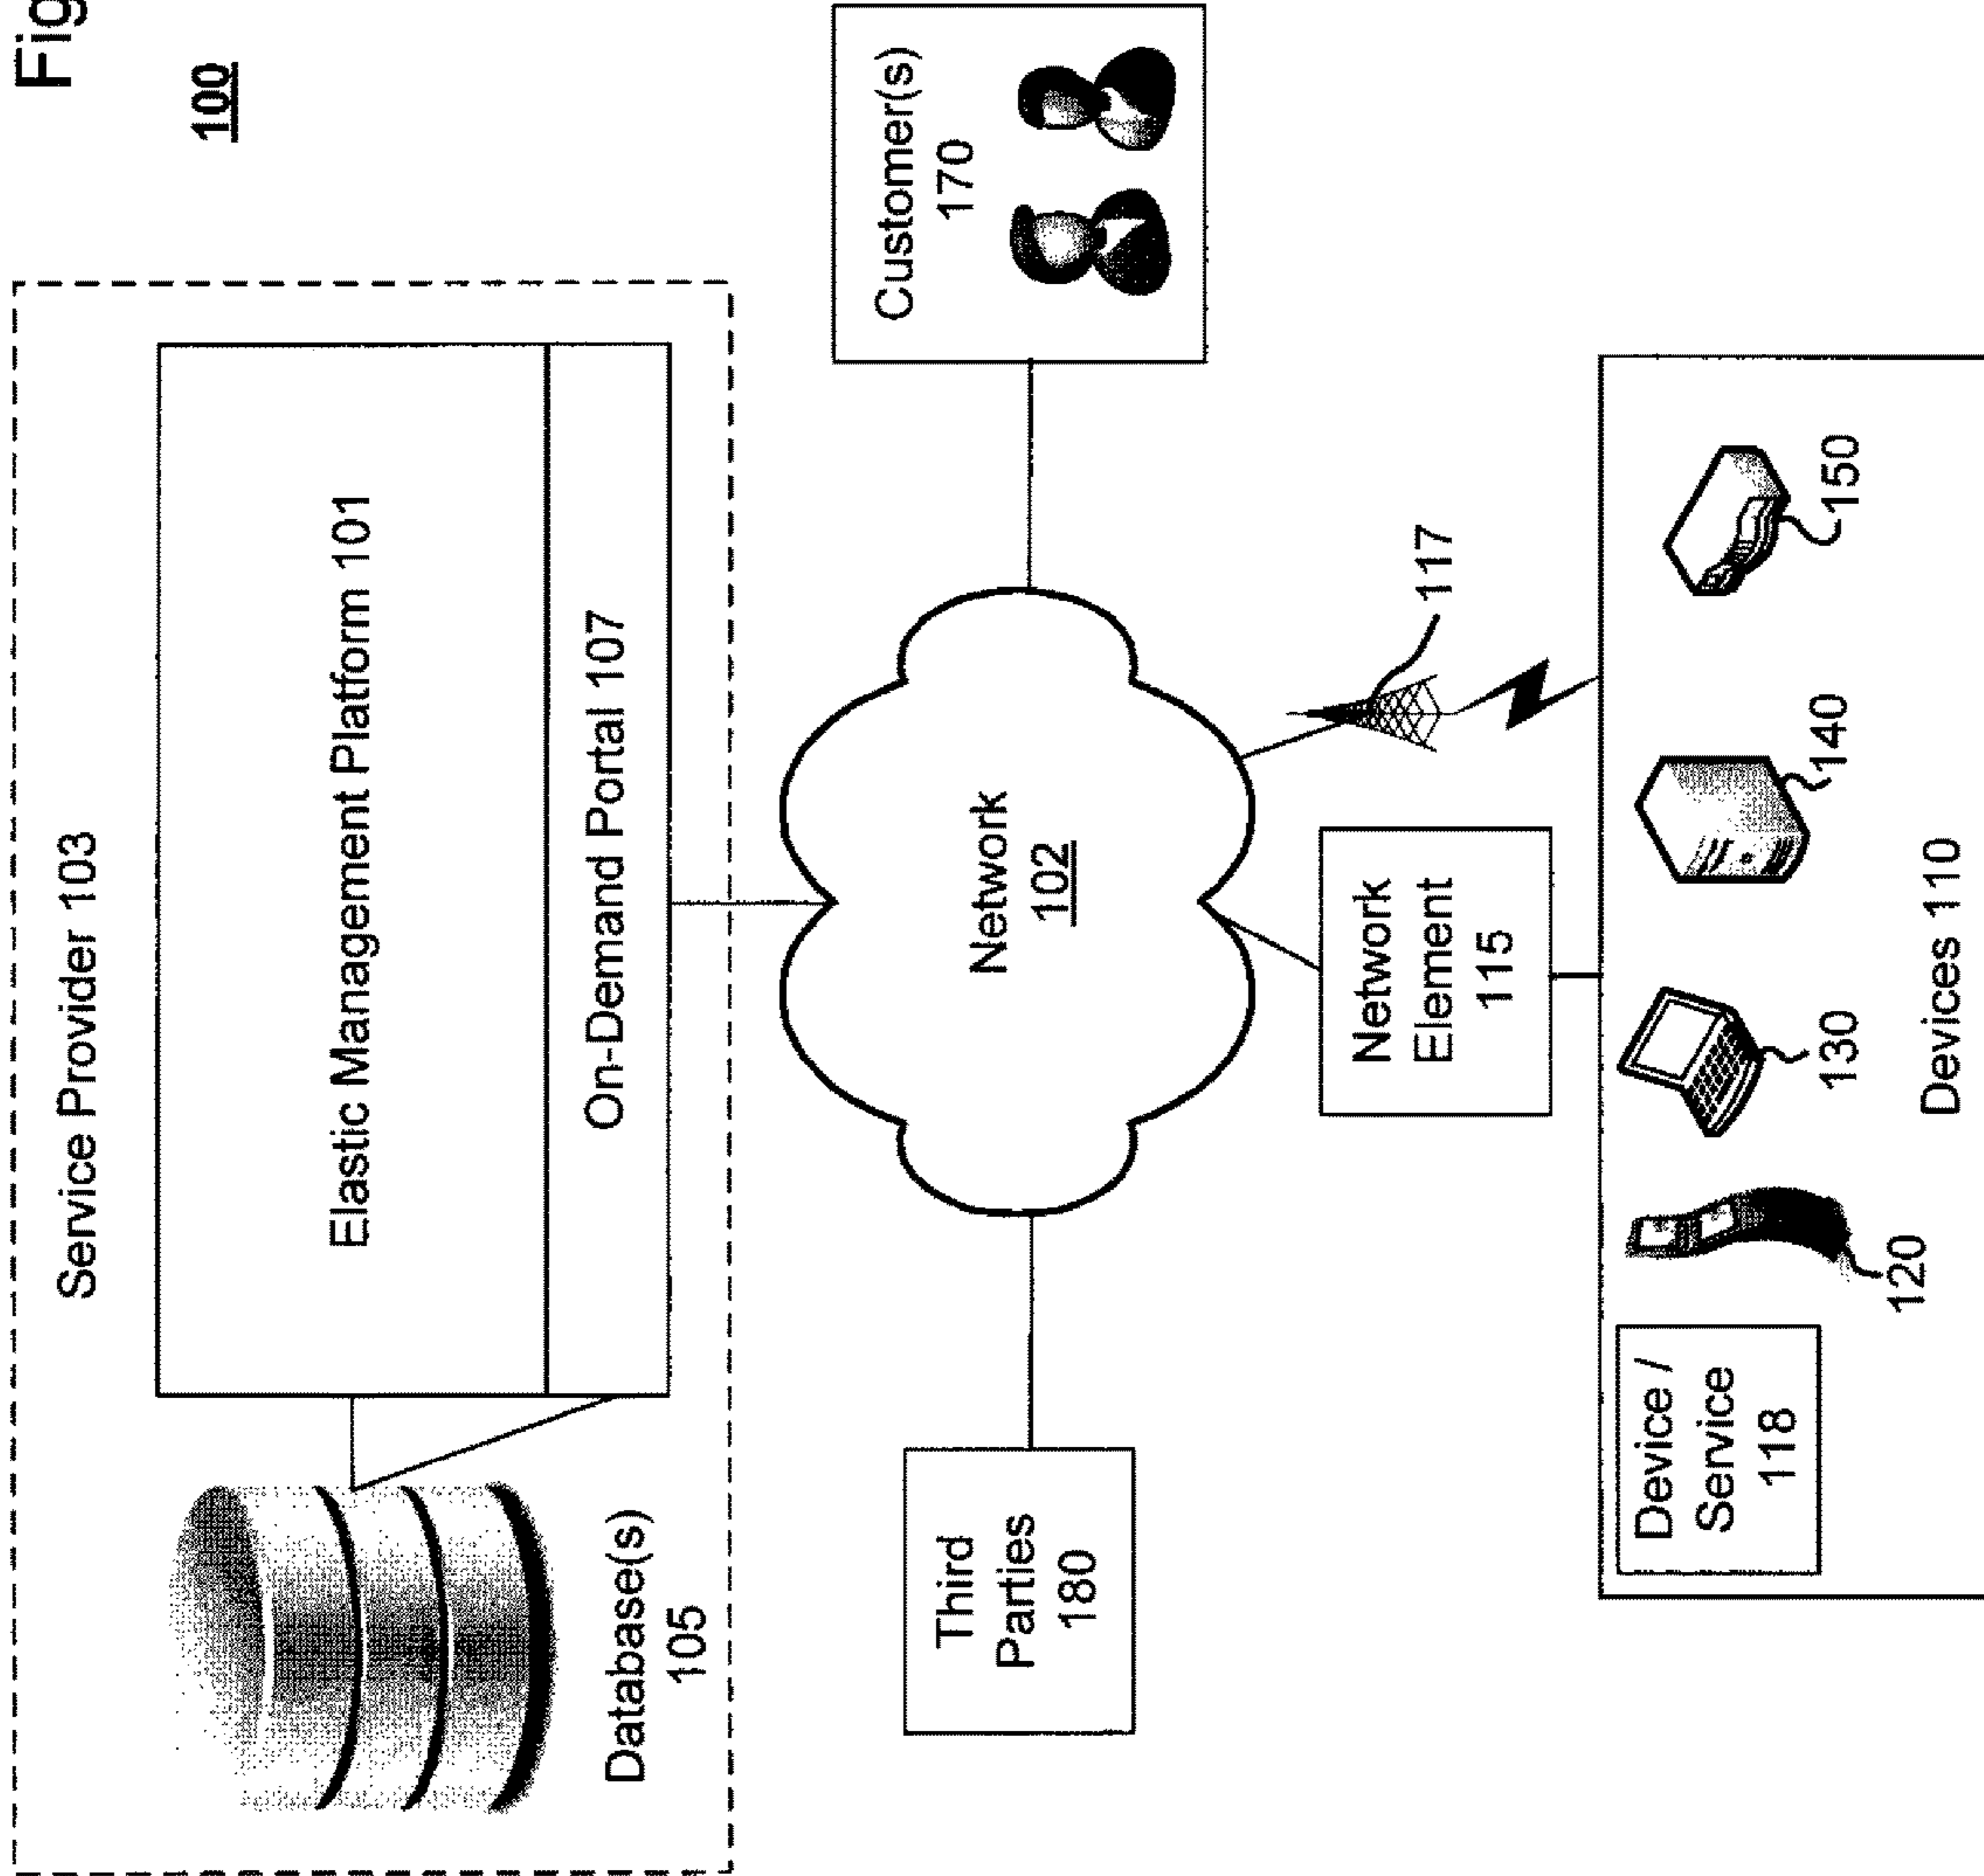 Fig
100
Service Provider 103
Elastic Management Platform 101
On-Demand Portal 107
Database(s)
105
Customer(s)
170
Network
102
Third
Parties
180
117
Network
Element
115
Device /
Service
118
120
130
140
150
Devices 110